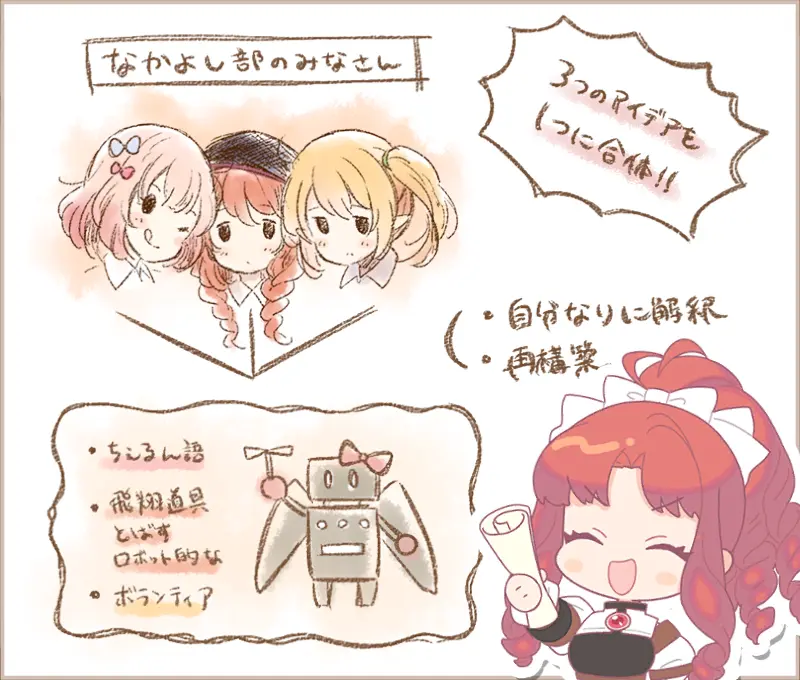 なかよし部のみなさん
3つのアイデアを
1つに合体!!
・自分なりに解釈
・再構築
・ちぇるん語
・飛翔道具
とばす
ロボット的な
・ボランティア